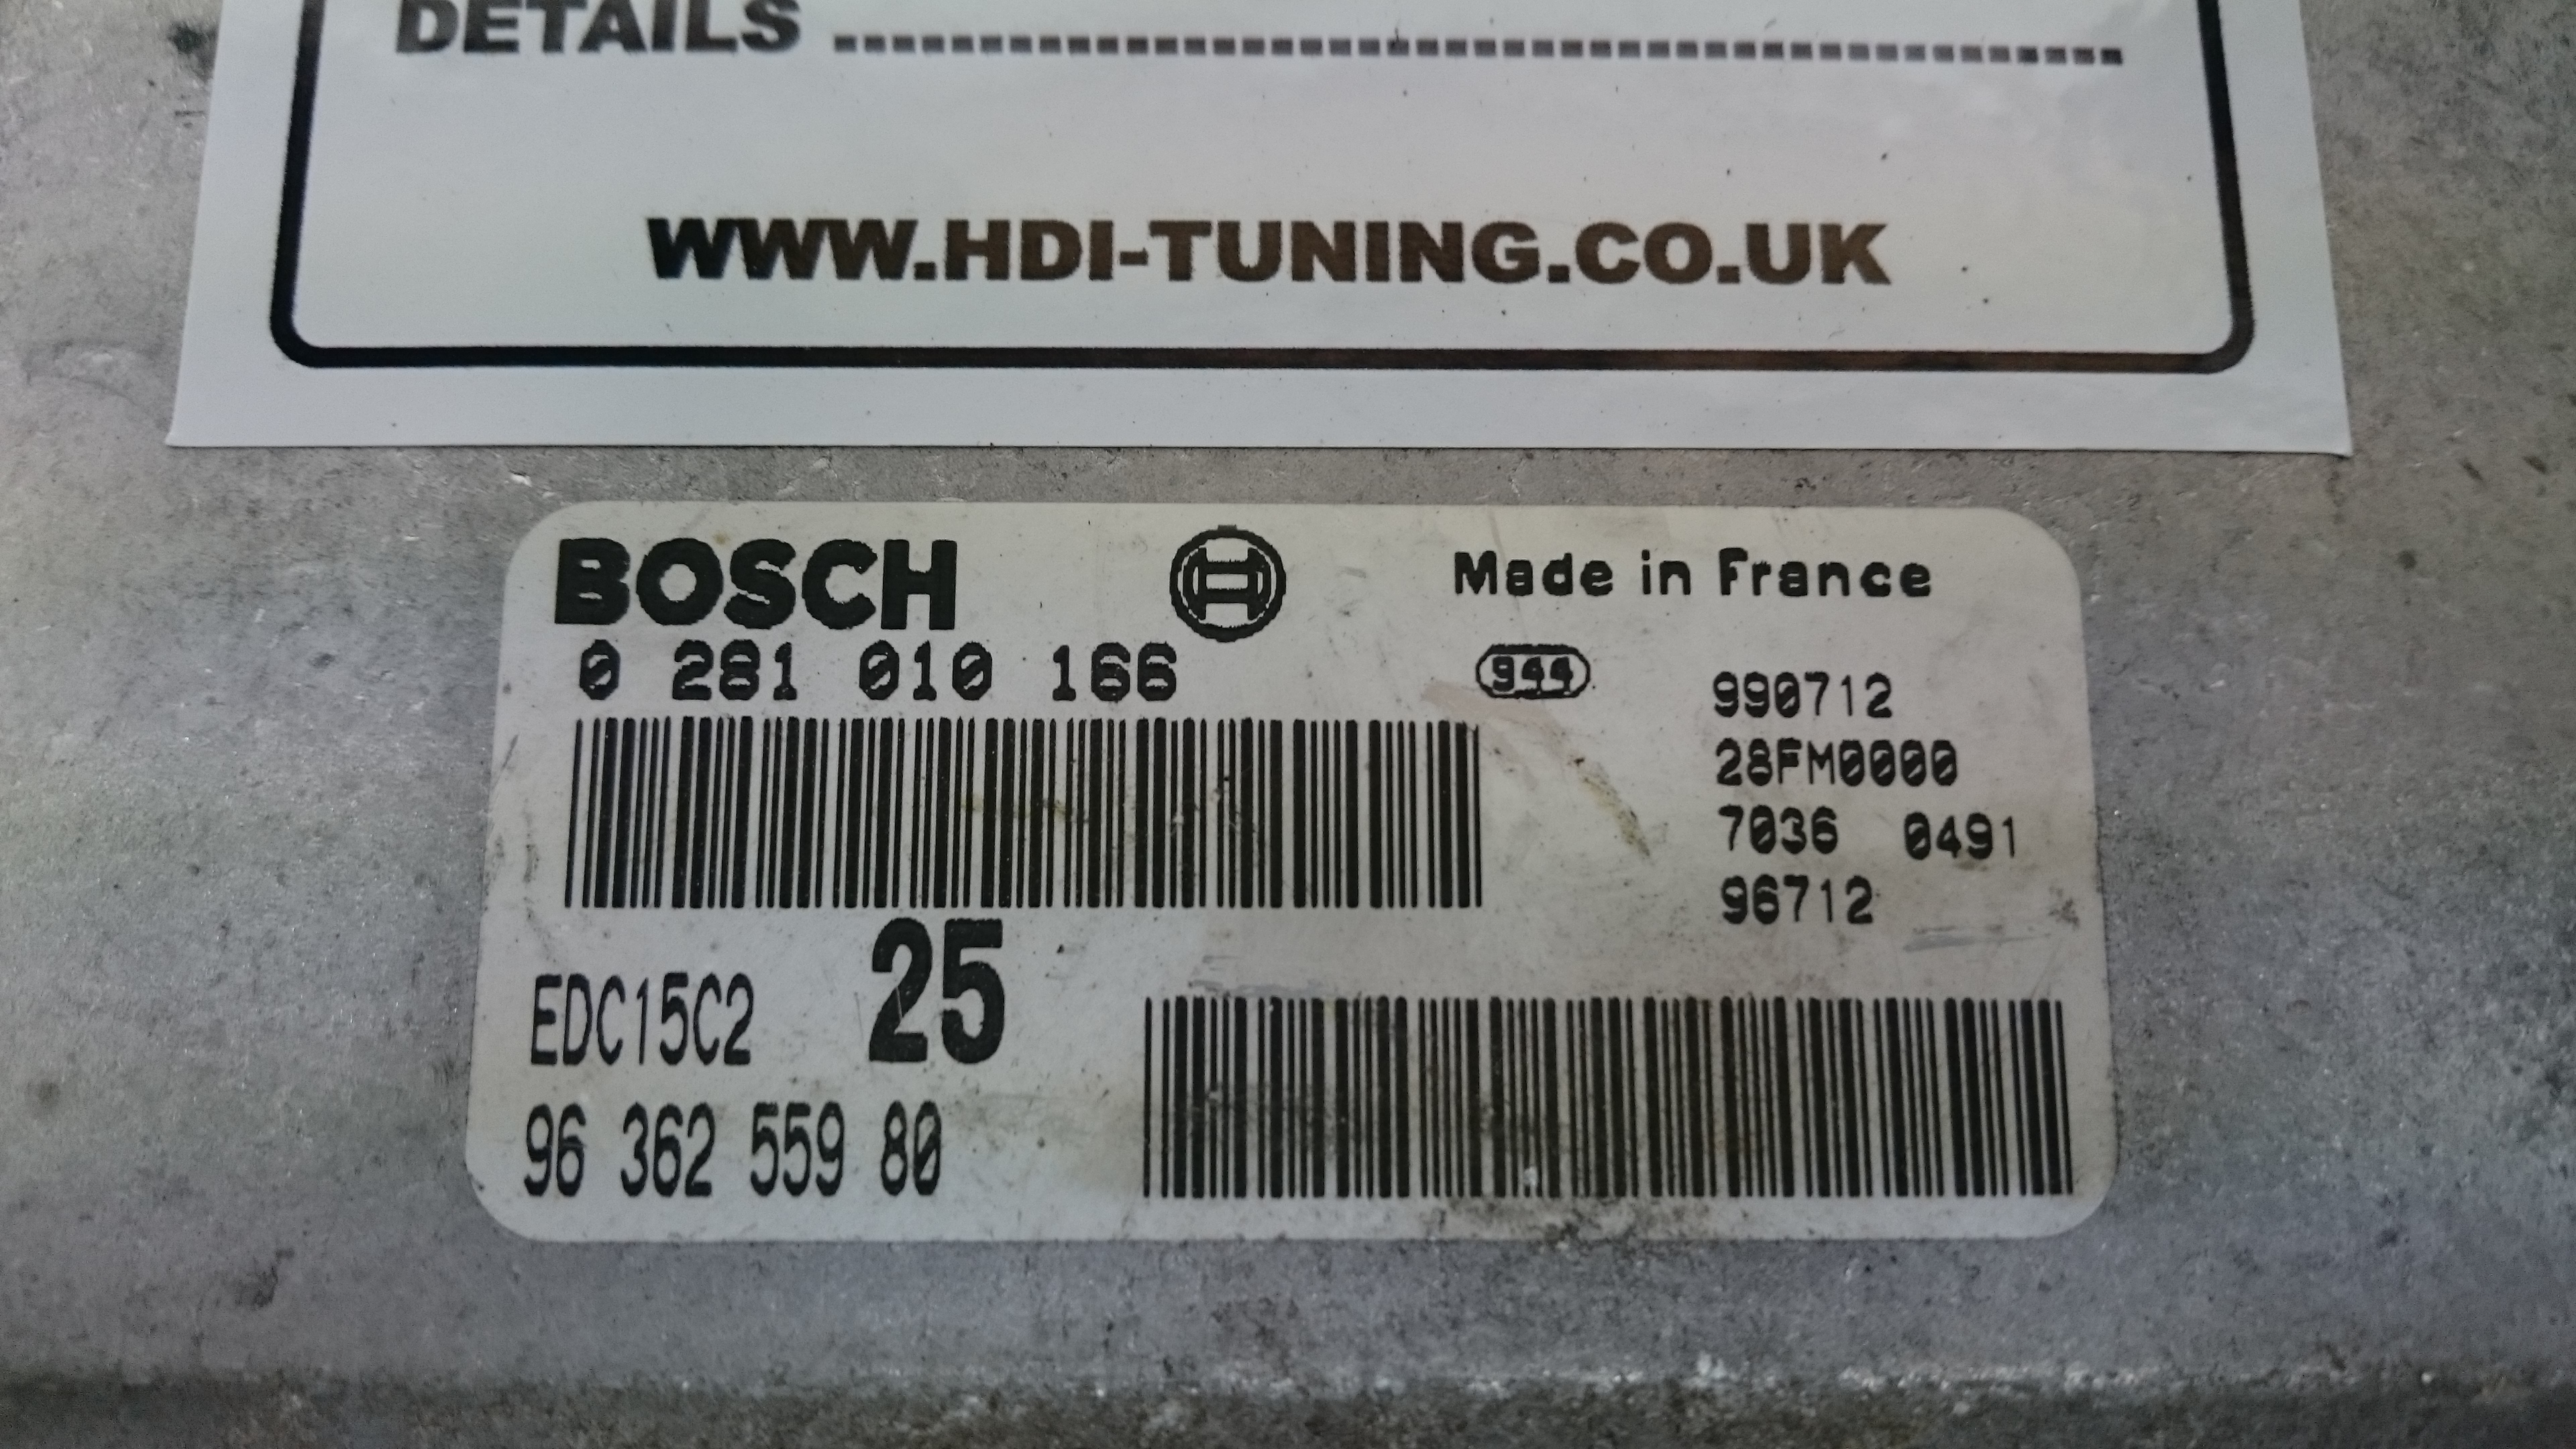 DETAILS ......................................................
WWW.HDI-TUNING.CO.UK
BOSCH Made in France
0 281 010 166 944 990712
28FM0000
7036 0491
96712
EDC15C2 25
96 362 559 80